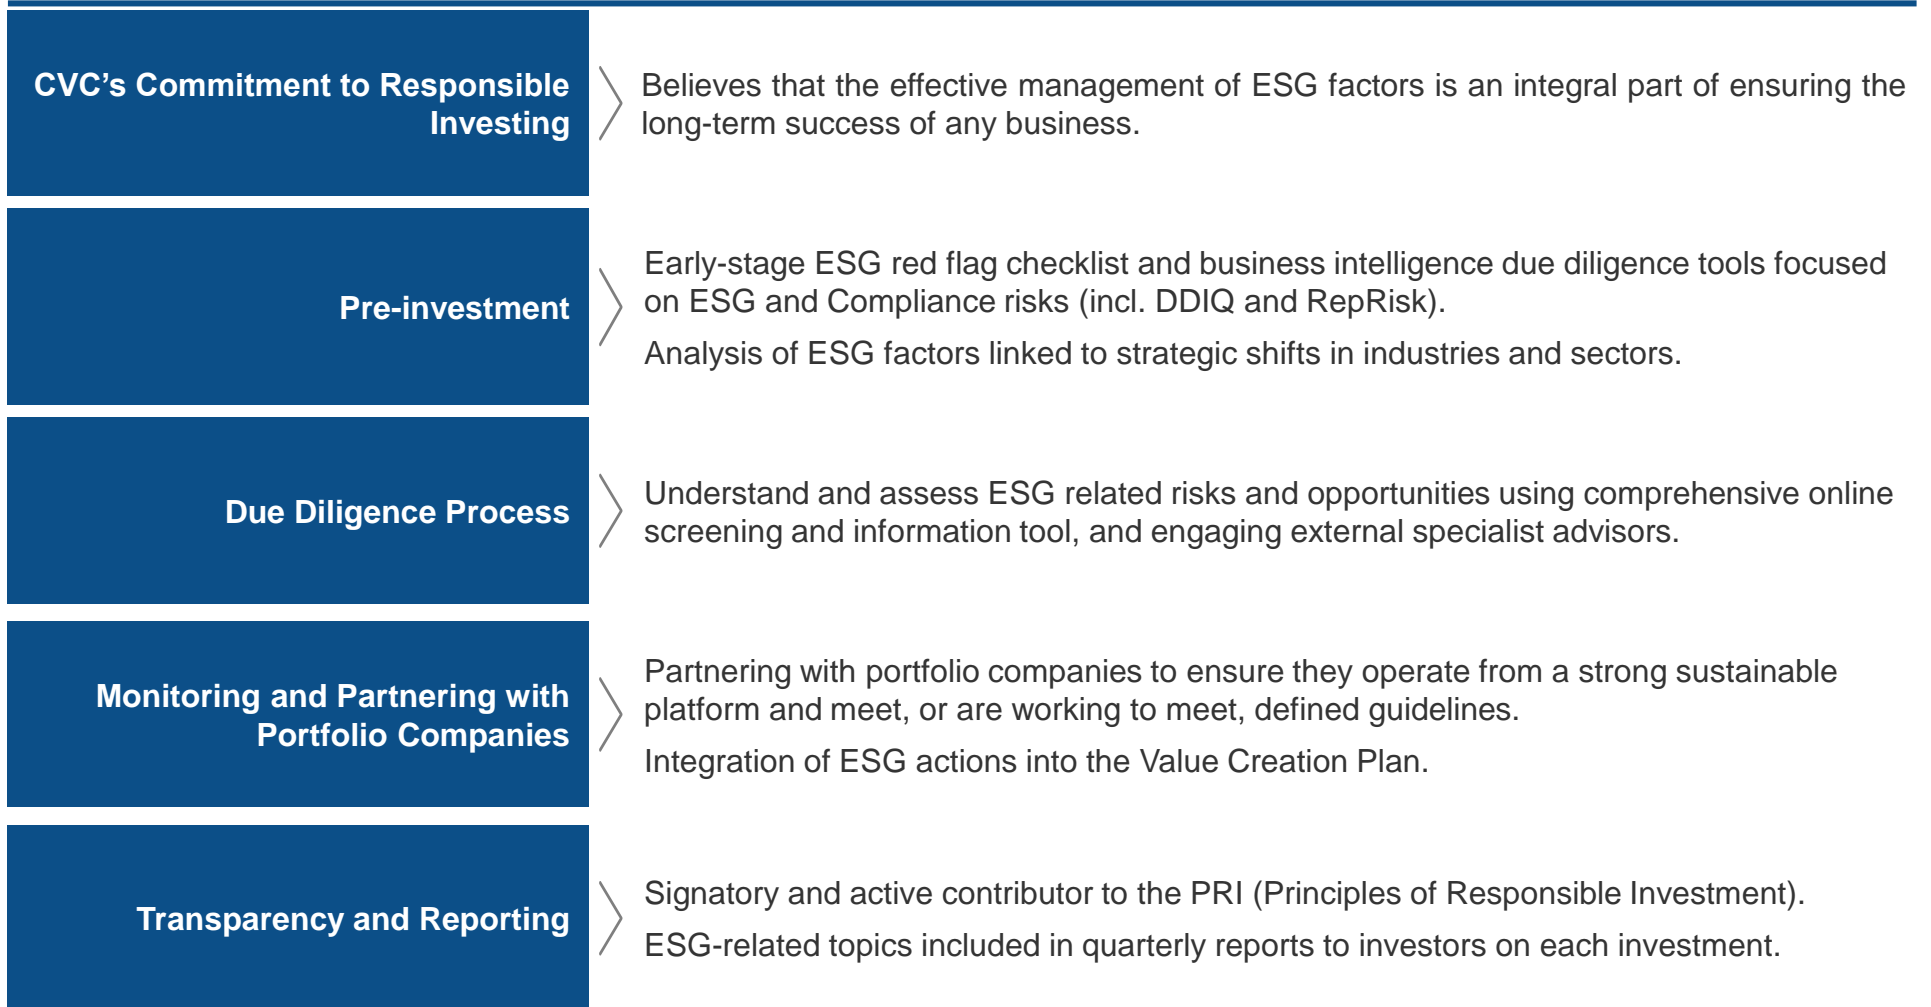 CVC’s Commitment to Responsible
Investing
Believes that the effective management of ESG factors is an integral part of ensuring the
long-term success of any business.
Pre-investment
Early-stage ESG red flag checklist and business intelligence due diligence tools focused
on ESG and Compliance risks (incl. DDIQ and RepRisk).
Analysis of ESG factors linked to strategic shifts in industries and sectors.
Due Diligence Process
Understand and assess ESG related risks and opportunities using comprehensive online
screening and information tool, and engaging external specialist advisors.
Monitoring and Partnering with
Portfolio Companies
Partnering with portfolio companies to ensure they operate from a strong sustainable
platform and meet, or are working to meet, defined guidelines.
Integration of ESG actions into the Value Creation Plan.
Transparency and Reporting
Signatory and active contributor to the PRI (Principles of Responsible Investment).
ESG-related topics included in quarterly reports to investors on each investment.